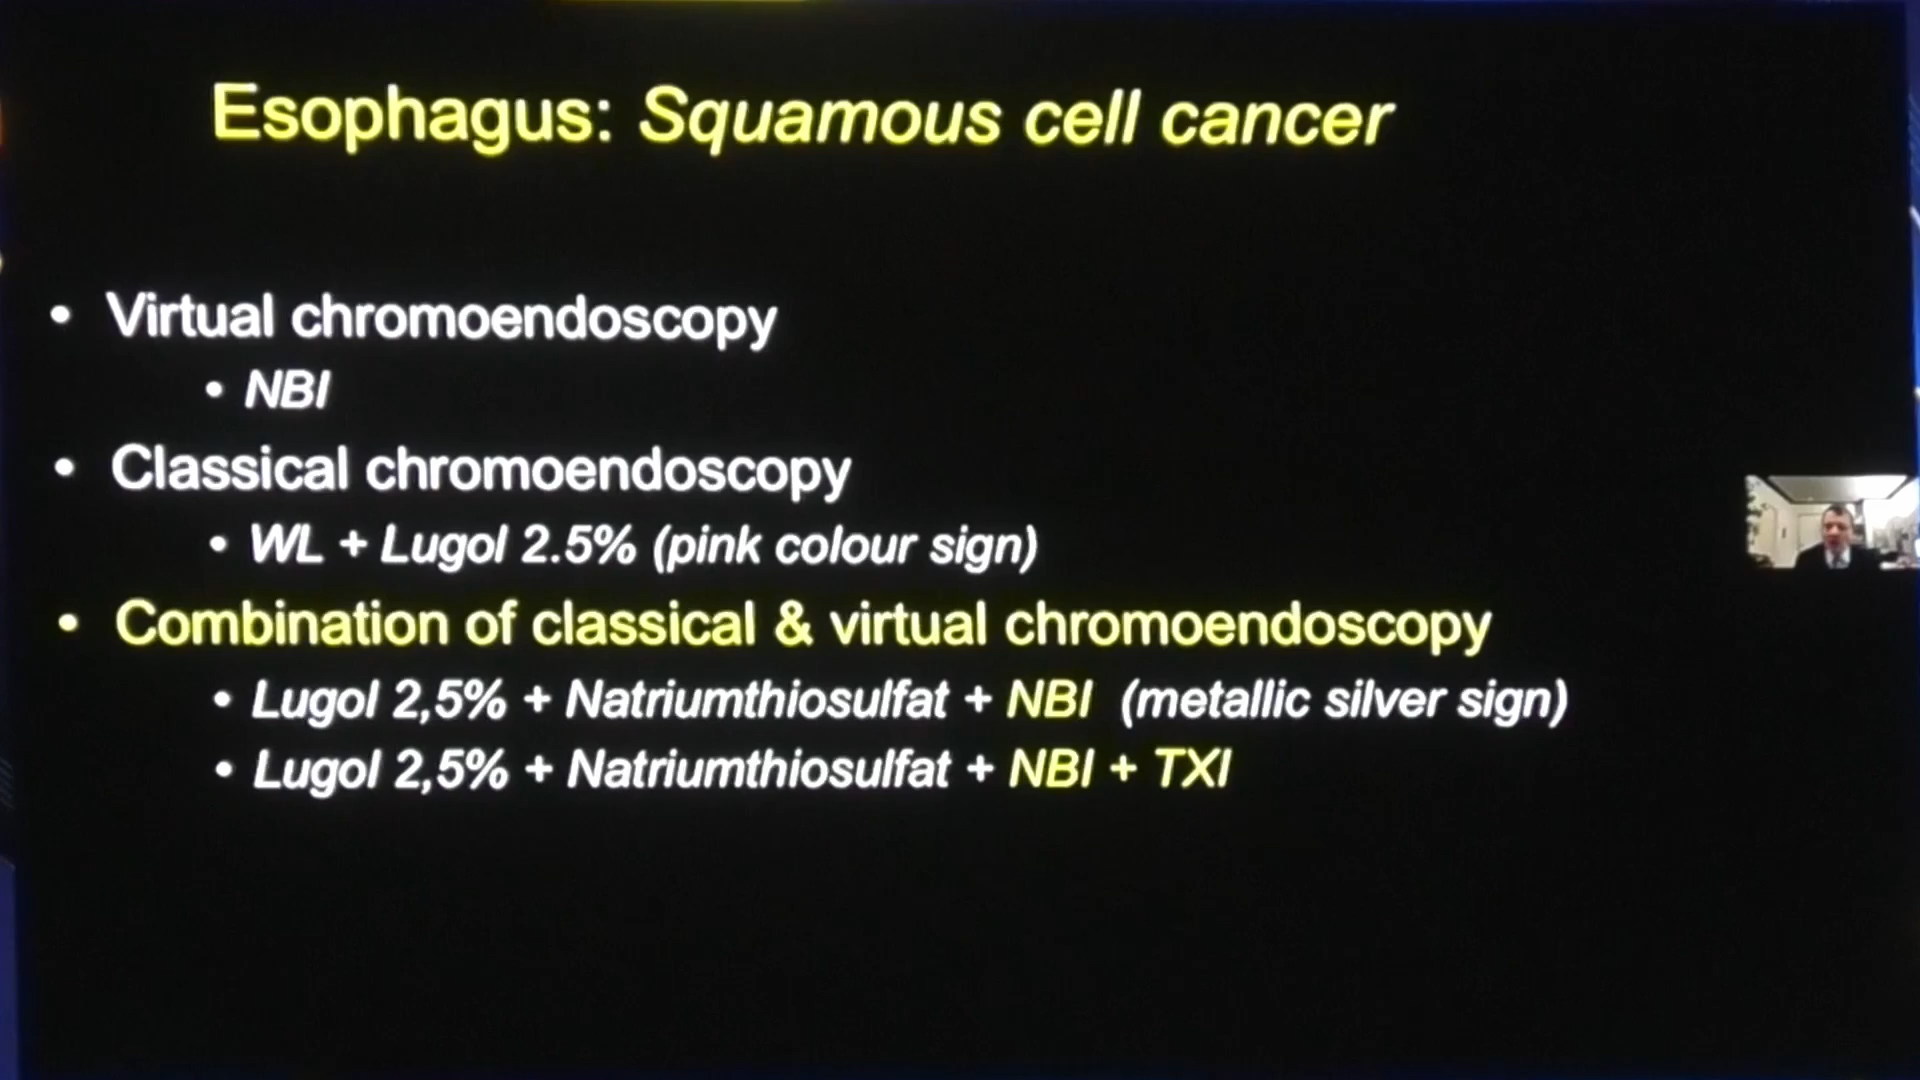 Esophagus: Squamous cell cancer
• Virtual chromoendoscopy
• NBI
• Classical chromoendoscopy
• WL + Lugol 2.5% (pink colour sign)
• Combination of classical & virtual chromoendoscopy
• Lugol 2,5% + Natriumthiosulfat + NBI (metallic silver sign)
• Lugol 2,5% + Natriumthiosulfat + NBI + TXI